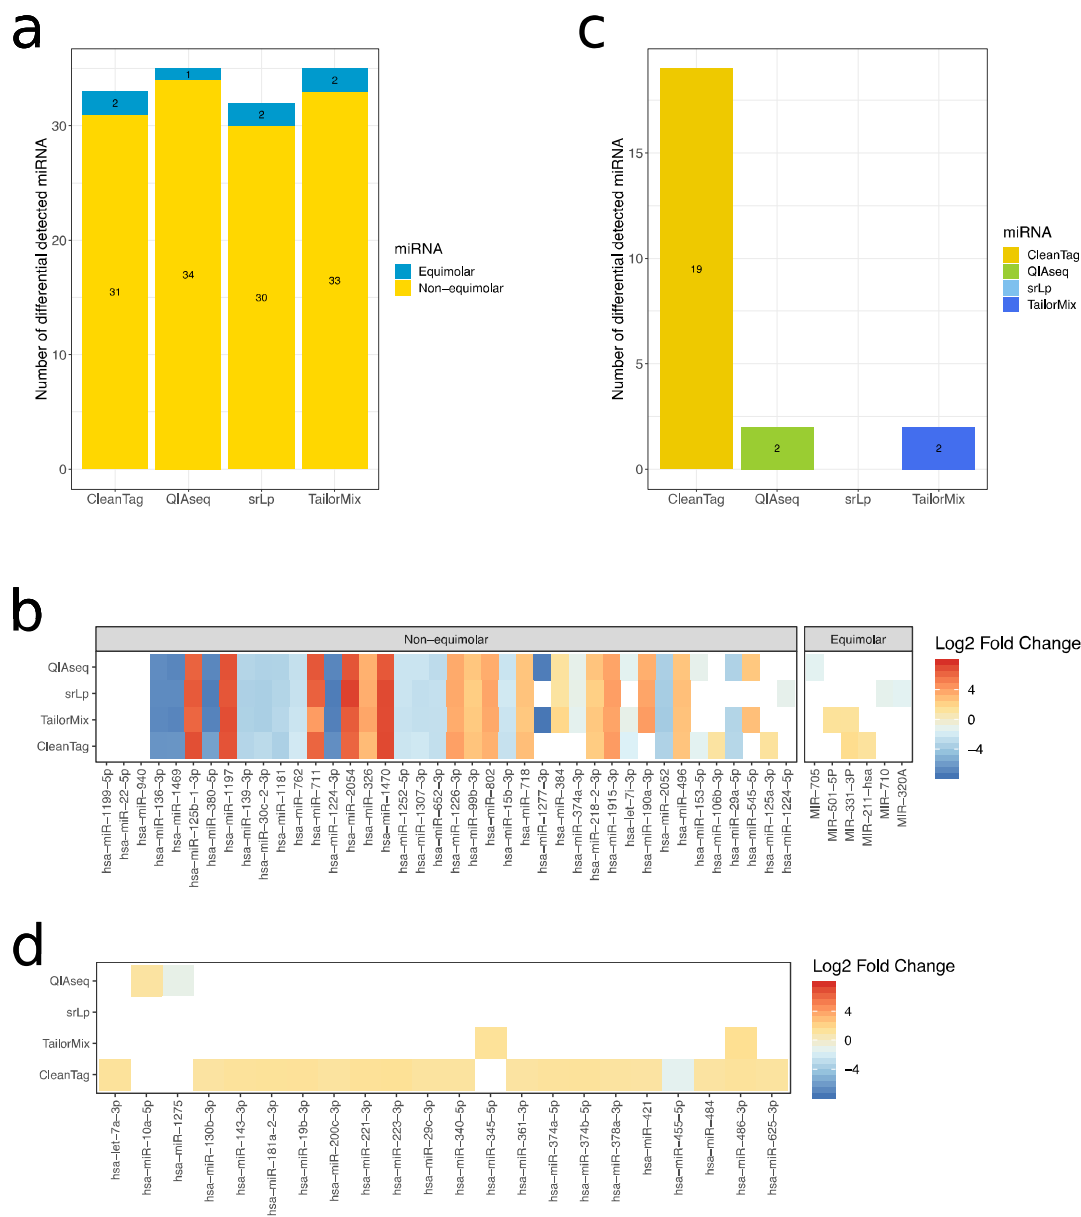 a
Number of differential detected miRNA
30
20
10
0
2
1
2
2
31
34
30
33
CleanTag
QIAseq
srLp
TailorMix
miRNA
Equimolar
Non−equimolar
c
Number of differential detected miRNA
15
10
5
0
19
2
2
CleanTag
QIAseq
srLp
TailorMix
miRNA
CleanTag
QIAseq
srLp
TailorMix
b
Non−equimolar
Equimolar
QIAseq
srLp
TailorMix
CleanTag
hsa−miR−1199−5p
hsa−miR−22−5p
hsa−miR−940
hsa−miR−136−3p
hsa−miR−1469
hsa−miR−125b−1−3p
hsa−miR−380−5p
hsa−miR−1197
hsa−miR−139−3p
hsa−miR−30c−2−3p
hsa−miR−1181
hsa−miR−762
hsa−miR−711
hsa−miR−1224−3p
hsa−miR−2054
hsa−miR−326
hsa−miR−1470
hsa−miR−1252−5p
hsa−miR−1307−3p
hsa−miR−652−3p
hsa−miR−1226−3p
hsa−miR−99b−3p
hsa−miR−802
hsa−miR−15b−3p
hsa−miR−718
hsa−miR−1277−3p
hsa−miR−384
hsa−miR−374a−3p
hsa−miR−218−2−3p
hsa−miR−1915−3p
hsa−let−7i−3p
hsa−miR−190a−3p
hsa−miR−2052
hsa−miR−496
hsa−miR−153−5p
hsa−miR−106b−3p
hsa−miR−29a−5p
hsa−miR−545−5p
hsa−miR−125a−3p
hsa−miR−1224−5p
MIR−705
MIR−501−5P
MIR−331−3P
MIR−211−hsa
MIR−710
MIR−320A
Log2 Fold Change
4
0
−4
d
QIAseq
srLp
TailorMix
CleanTag
hsa−let−7a−3p
hsa−miR−10a−5p
hsa−miR−1275
hsa−miR−130b−3p
hsa−miR−143−3p
hsa−miR−181a−2−3p
hsa−miR−19b−3p
hsa−miR−200c−3p
hsa−miR−221−3p
hsa−miR−223−3p
hsa−miR−29c−3p
hsa−miR−340−5p
hsa−miR−345−5p
hsa−miR−361−3p
hsa−miR−374a−5p
hsa−miR−374b−5p
hsa−miR−378a−3p
hsa−miR−421
hsa−miR−455−5p
hsa−miR−484
hsa−miR−486−3p
hsa−miR−625−3p
Log2 Fold Change
4
0
−4